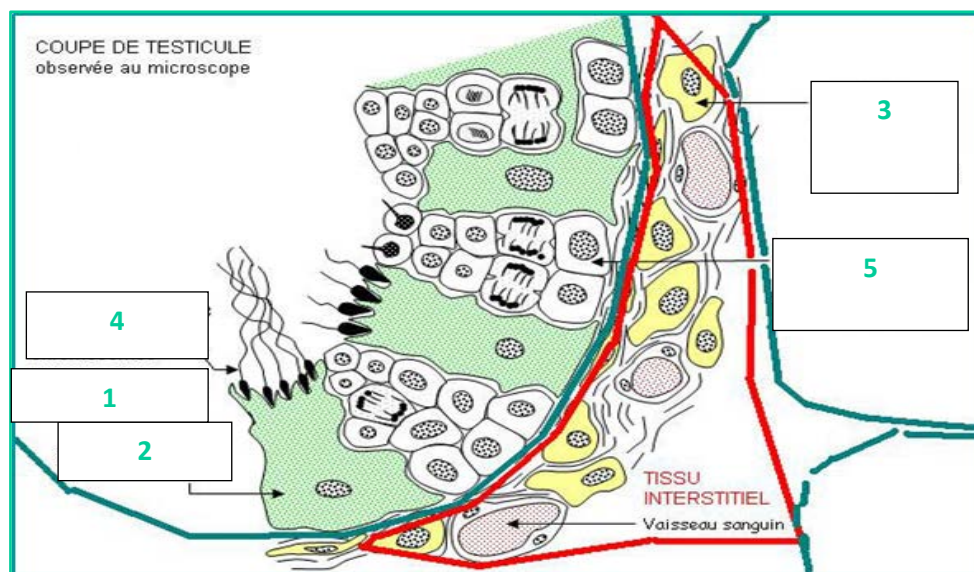 COUPE DE TESTICULE
observée au microscope
3
5
4
1
2
TISSU
INTERSTITIEL
Vaisseau sanguin